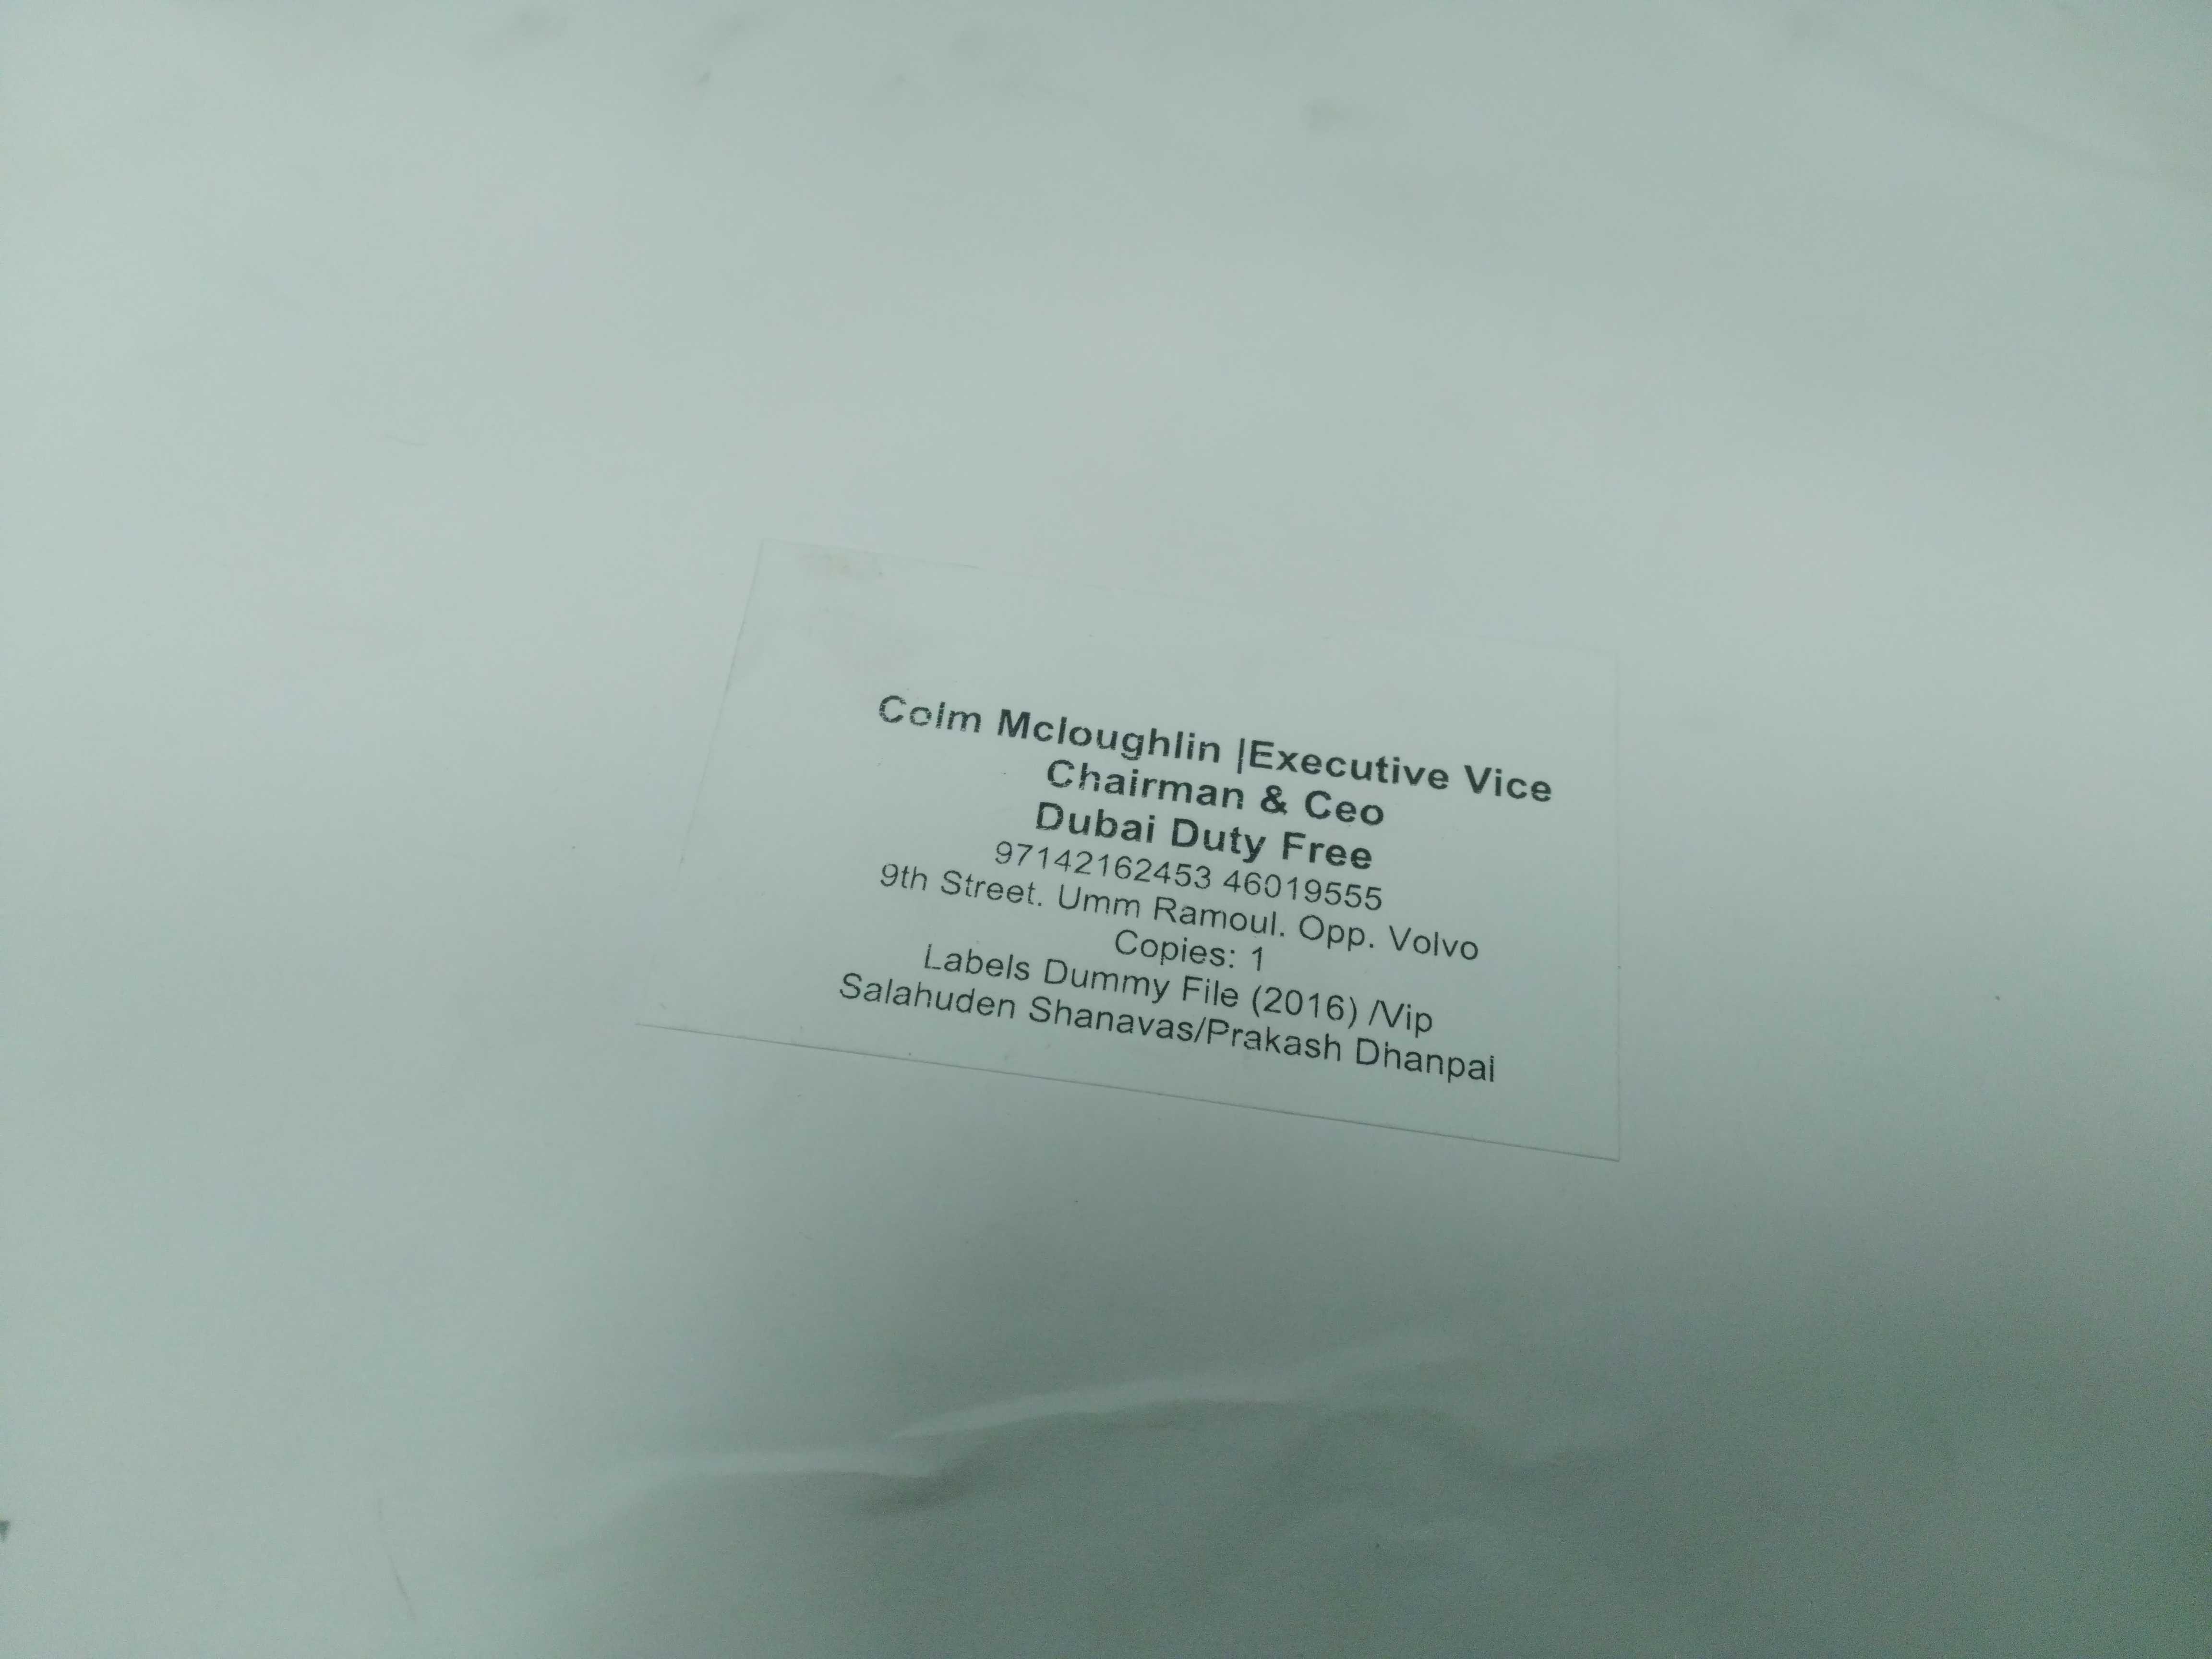 Colm Mcloughlin |Executive Vice
Chairman & Ceo
Dubai Duty Free
97142162453 46019555
9th Street. Umm Ramoul. Opp. Volvo
Copies: 1
Labels Dummy File (2016) /Vip
Salahuden Shanavas/Prakash Dhanpal